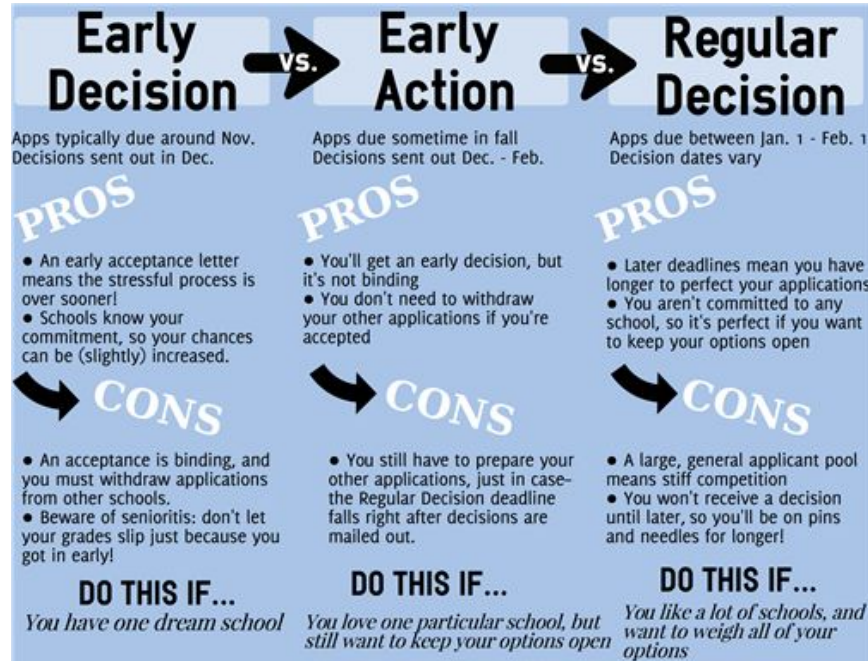 Early
Decision
vs.
Early
Action
vs.
Regular
Decision
Apps typically due around Nov.
Decisions sent out in Dec.
PROS
• An early acceptance letter
means the stressful process is
over sooner!
• Schools know your
commitment, so your chances
can be (slightly) increased.
CONS
• An acceptance is binding, and
you must withdraw applications
from other schools.
• Beware of senioritis: don't let
your grades slip just because you
got in early!
DO THIS IF...
You have one dream school
Apps due sometime in fall
Decisions sent out Dec. - Feb.
PROS
• You'll get an early decision, but
it's not binding
• You don't need to withdraw
your other applications if you're
accepted
CONS
• You still have to prepare your
other applications, just in case–
the Regular Decision deadline
falls right after decisions are
mailed out.
DO THIS IF...
You love one particular school, but
still want to keep your options open
Apps due between Jan. 1 - Feb. 1
Decision dates vary
PROS
• Later deadlines mean you have
longer to perfect your applications
• You aren't committed to any
school, so it's perfect if you want
to keep your options open
CONS
• A large, general applicant pool
means stiff competition
• You won't receive a decision
until later, so you'll be on pins
and needles for longer!
DO THIS IF...
You like a lot of schools, and
want to weigh all of your
options